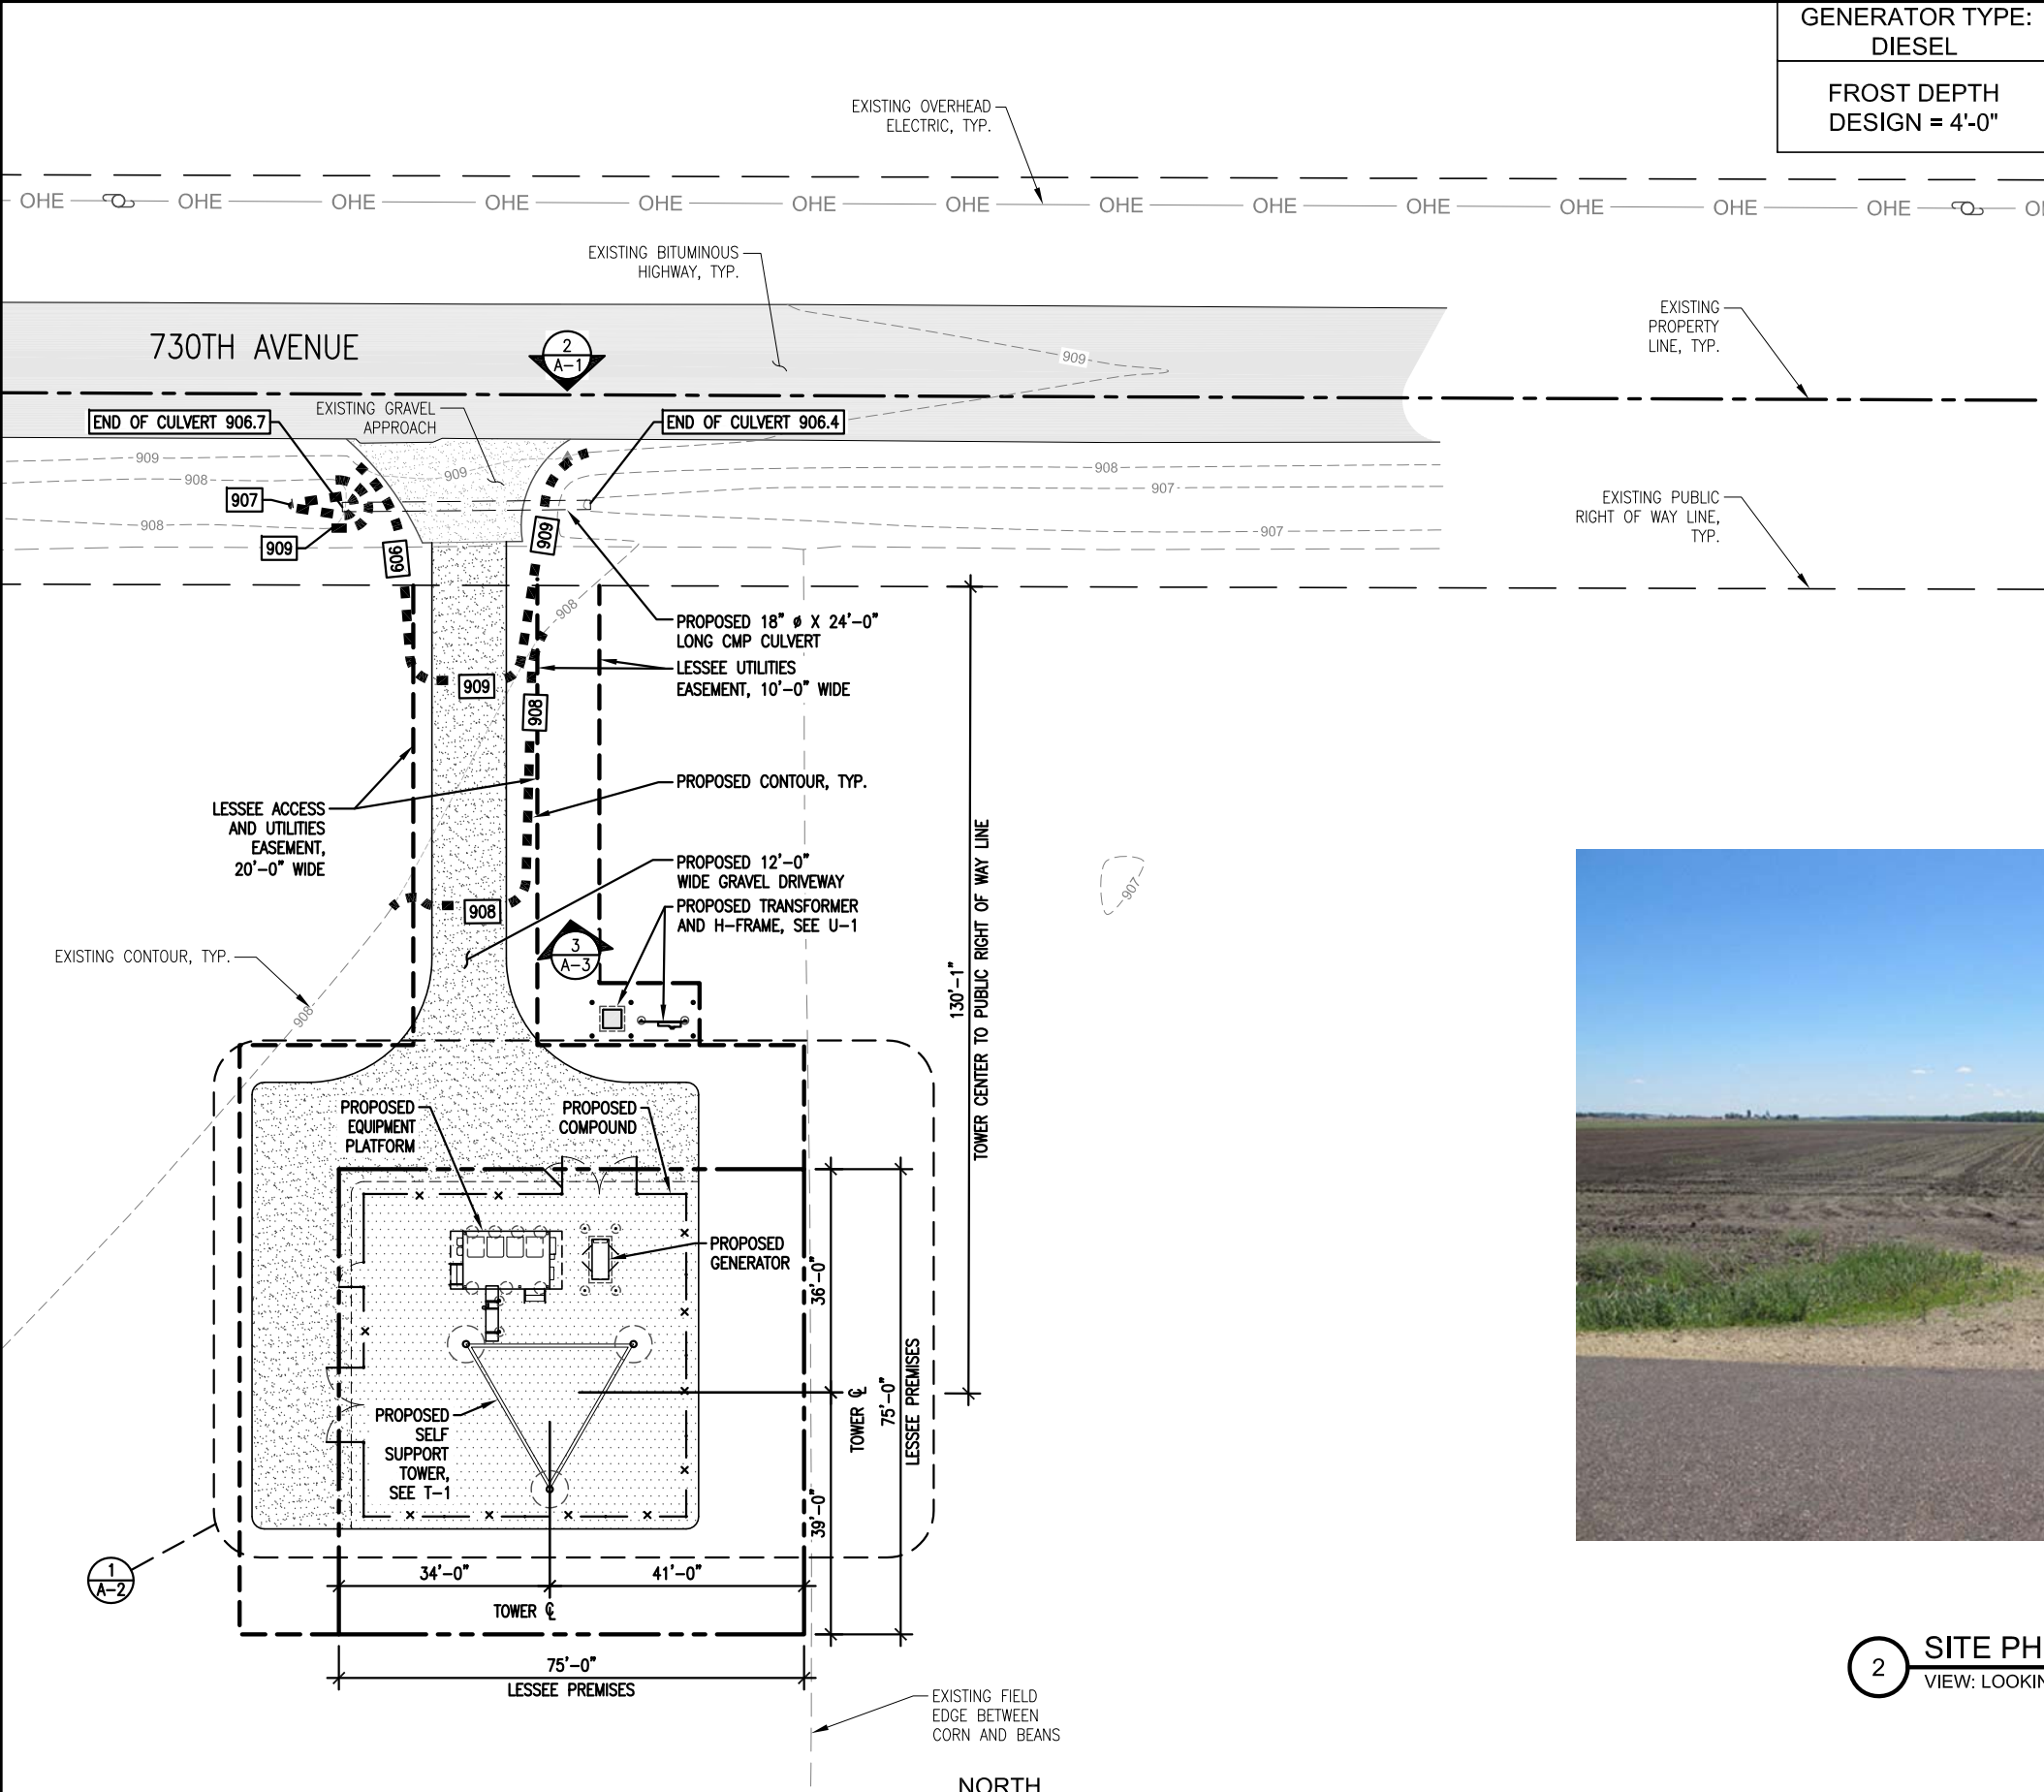 GENERATOR TYPE:
DIESEL
FROST DEPTH
DESIGN = 4'-0"
EXISTING OVERHEAD
ELECTRIC, TYP.
OHE OHE OHE OHE OHE OHE OHE OHE OHE OHE OHE OHE OHE
EXISTING BITUMINOUS
HIGHWAY, TYP.
730TH AVENUE
2
A-1
909
EXISTING
PROPERTY
LINE, TYP.
END OF CULVERT 906.7
EXISTING GRAVEL
APPROACH
END OF CULVERT 906.4
909
908
908
909
908
907
907
907
909
909
909
EXISTING PUBLIC
RIGHT OF WAY LINE,
TYP.
908
PROPOSED 18" ø X 24'-0"
LONG CMP CULVERT
LESSEE UTILITIES
EASEMENT, 10'-0" WIDE
909
908
PROPOSED CONTOUR, TYP.
LESSEE ACCESS
AND UTILITIES
EASEMENT,
20'-0" WIDE
PROPOSED 12'-0"
WIDE GRAVEL DRIVEWAY
PROPOSED TRANSFORMER
AND H-FRAME, SEE U-1
907
908
3
A-3
EXISTING CONTOUR, TYP.
908
130'-1"
TOWER CENTER TO PUBLIC RIGHT OF WAY LINE
PROPOSED
EQUIPMENT
PLATFORM
PROPOSED
COMPOUND
PROPOSED
GENERATOR
36'-0"
TOWER ℄
39'-0"
75'-0"
LESSEE PREMISES
PROPOSED
SELF
SUPPORT
TOWER,
SEE T-1
1
A-2
34'-0"
41'-0"
TOWER ℄
75'-0"
LESSEE PREMISES
EXISTING FIELD
EDGE BETWEEN
CORN AND BEANS
NORTH
2
SITE PH
VIEW: LOOKIN